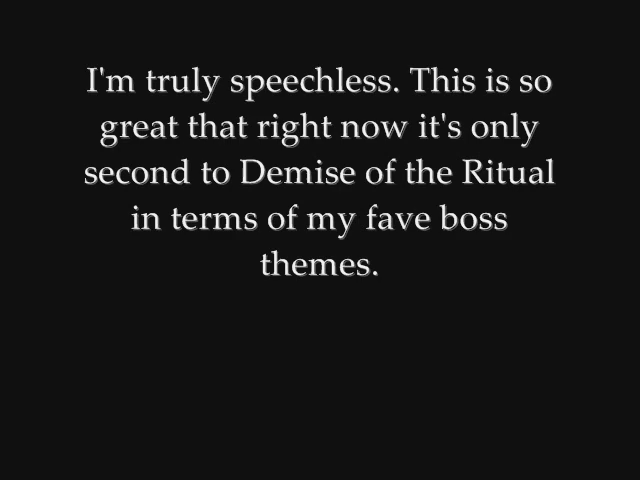 I'm truly speechless. This is so
great that right now it's only
second to Demise of the Ritual
in terms of my fave boss
themes.